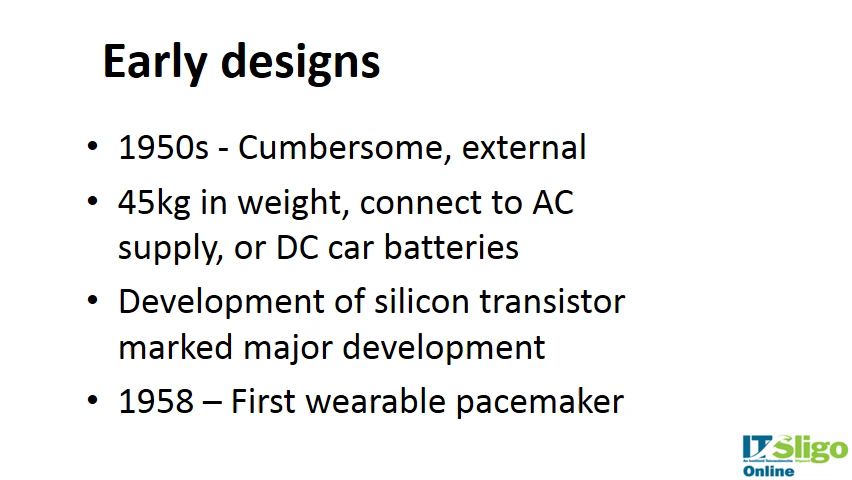 Early designs
• 1950s - Cumbersome, external
• 45kg in weight, connect to AC
supply, or DC car batteries
• Development of silicon transistor
marked major development
• 1958 – First wearable pacemaker
IT Sligo
Online